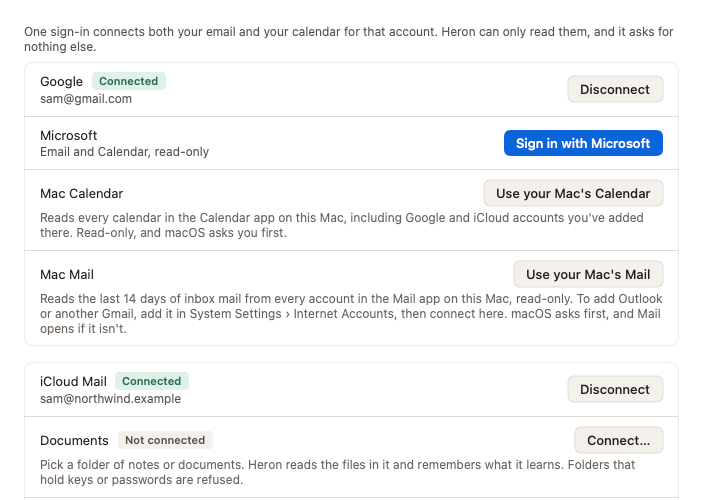 One sign-in connects both your email and your calendar for that account. Heron can only read them, and it asks for
nothing else.
Google Connected
sam@gmail.com
Disconnect
Microsoft
Email and Calendar, read-only
Sign in with Microsoft
Mac Calendar
Use your Mac's Calendar
Reads every calendar in the Calendar app on this Mac, including Google and iCloud accounts you've added
there. Read-only, and macOS asks you first.
Mac Mail
Use your Mac's Mail
Reads the last 14 days of inbox mail from every account in the Mail app on this Mac, read-only. To add Outlook
or another Gmail, add it in System Settings › Internet Accounts, then connect here. macOS asks first, and Mail
opens if it isn't.
iCloud Mail Connected
sam@northwind.example
Disconnect
Documents Not connected
Connect...
Pick a folder of notes or documents. Heron reads the files in it and remembers what it learns. Folders that
hold keys or passwords are refused.